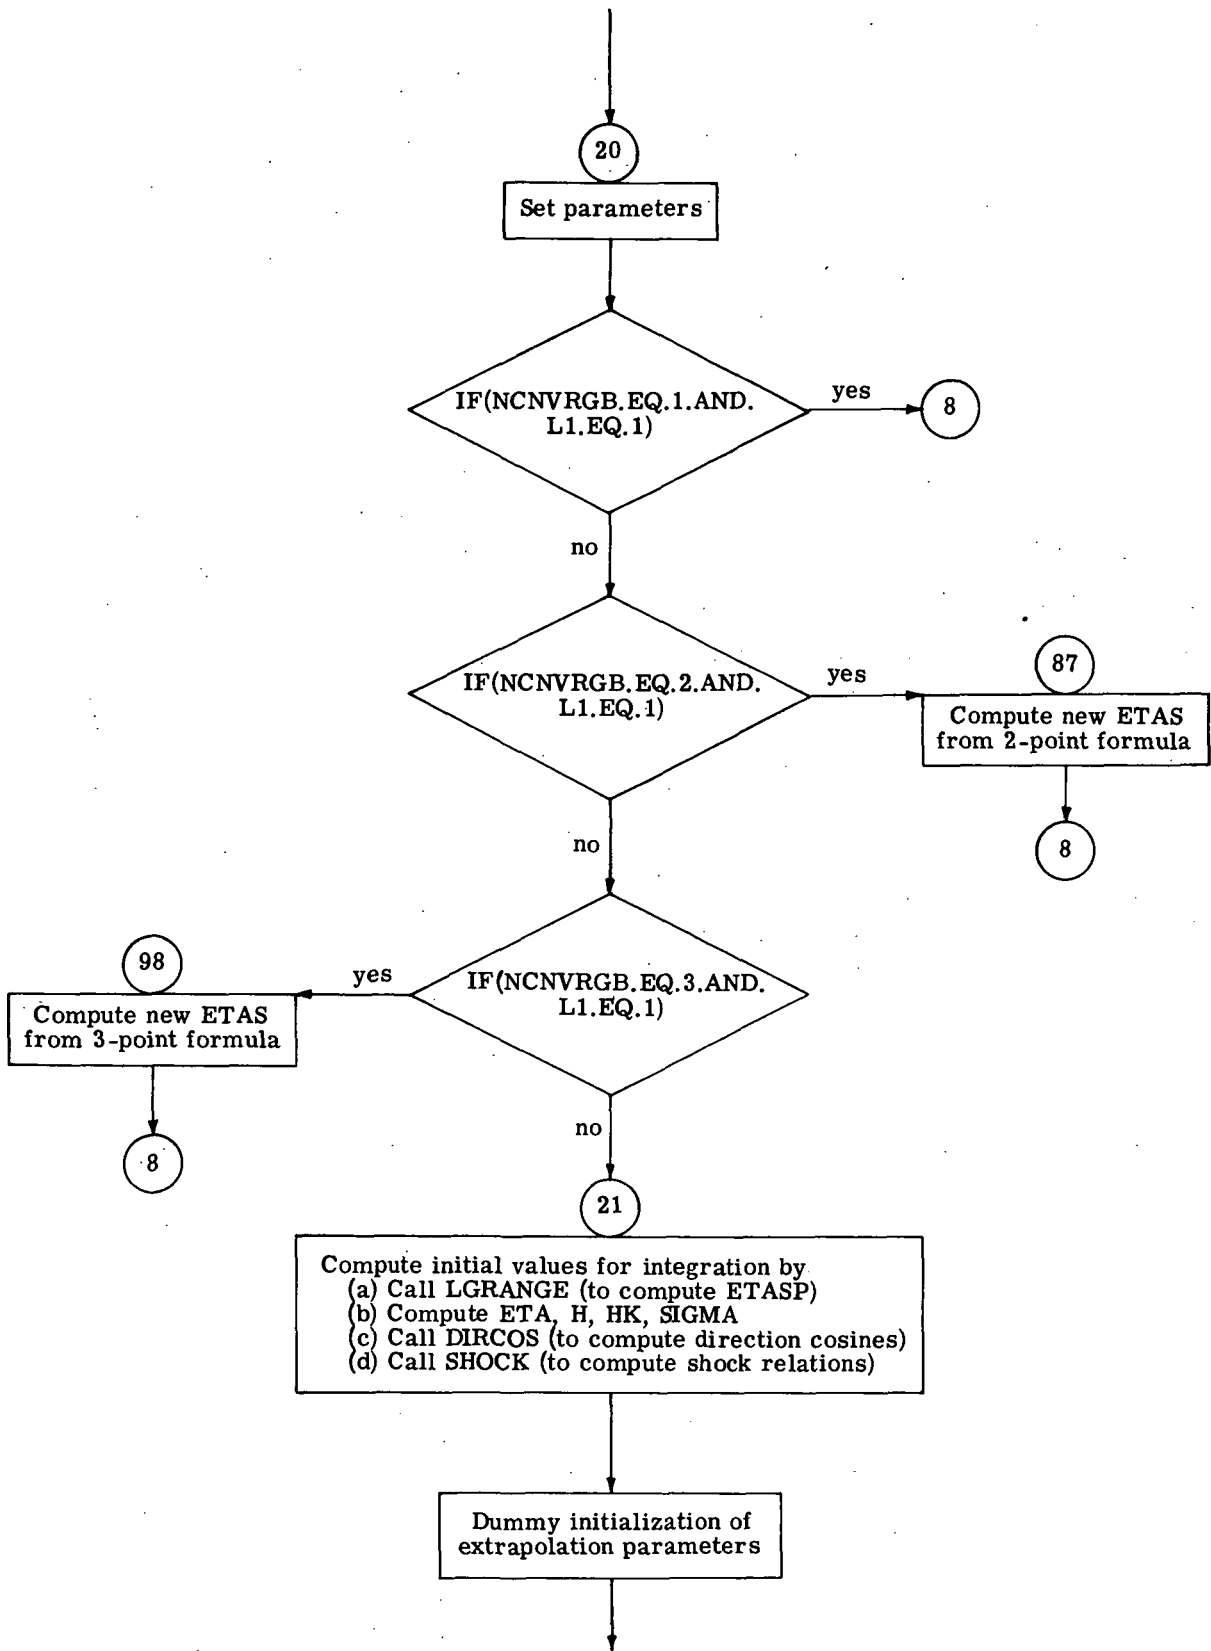 20
Set parameters
IF(NCNVRGB.EQ.1.AND.
L1.EQ.1)
yes
8
no
IF(NCNVRGB.EQ.2.AND.
L1.EQ.1)
yes
87
Compute new ETAS
from 2-point formula
8
no
IF(NCNVRGB.EQ.3.AND.
L1.EQ.1)
yes
98
Compute new ETAS
from 3-point formula
8
no
21
Compute initial values for integration by
(a) Call LGRANGE (to compute ETASP)
(b) Compute ETA, H, HK, SIGMA
(c) Call DIRCOS (to compute direction cosines)
(d) Call SHOCK (to compute shock relations)
Dummy initialization of
extrapolation parameters